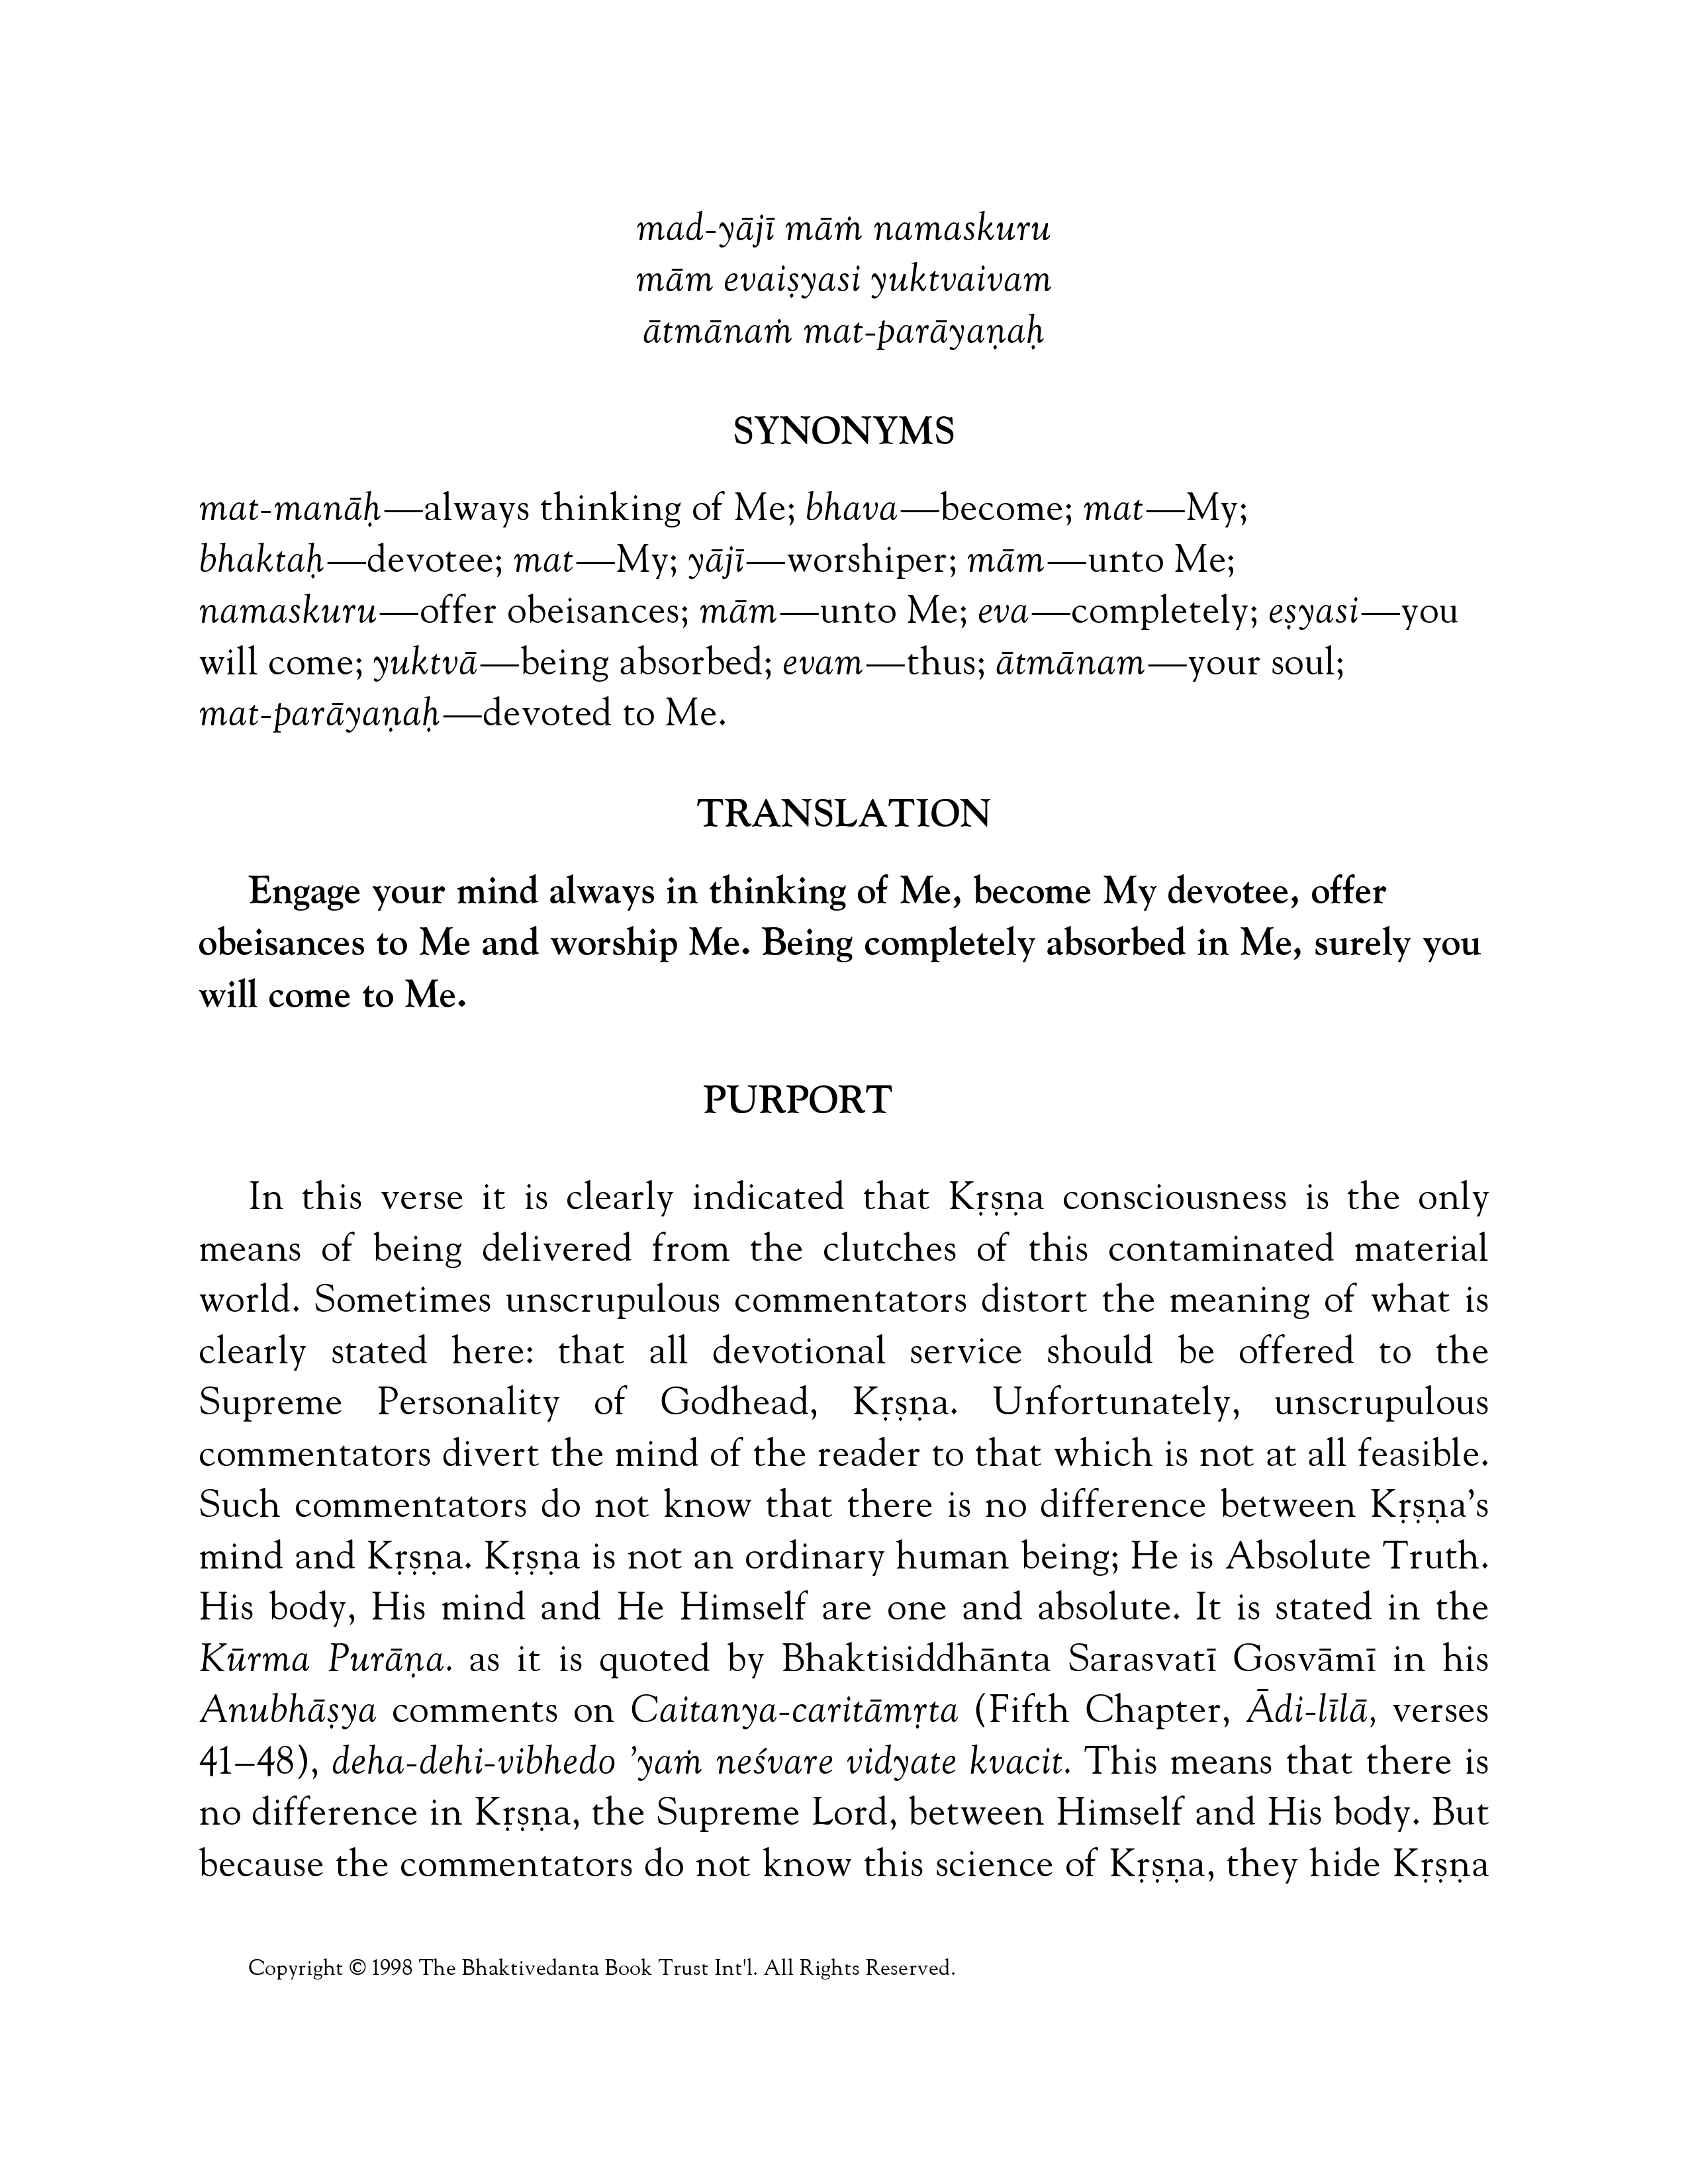 mad-yājī māṁ namaskuru
mām evaiṣyasi yuktvaivam
ātmānaṁ mat-parāyaṇaḥ
SYNONYMS
mat-manāḥ—always thinking of Me; bhava—become; mat—My;
bhaktaḥ—devotee; mat—My; yājī—worshiper; mām—unto Me;
namaskuru—offer obeisances; mām—unto Me; eva—completely; eṣyasi—you
will come; yuktvā—being absorbed; evam—thus; ātmānam—your soul;
mat-parāyaṇaḥ—devoted to Me.
TRANSLATION
Engage your mind always in thinking of Me, become My devotee, offer
obeisances to Me and worship Me. Being completely absorbed in Me, surely you
will come to Me.
PURPORT
In this verse it is clearly indicated that Kṛṣṇa consciousness is the only
means of being delivered from the clutches of this contaminated material
world. Sometimes unscrupulous commentators distort the meaning of what is
clearly stated here: that all devotional service should be offered to the
Supreme Personality of Godhead, Kṛṣṇa. Unfortunately, unscrupulous
commentators divert the mind of the reader to that which is not at all feasible.
Such commentators do not know that there is no difference between Kṛṣṇa’s
mind and Kṛṣṇa. Kṛṣṇa is not an ordinary human being; He is Absolute Truth.
His body, His mind and He Himself are one and absolute. It is stated in the
Kūrma Purāṇa. as it is quoted by Bhaktisiddhānta Sarasvatī Gosvāmī in his
Anubhāṣya comments on Caitanya-caritāmṛta (Fifth Chapter, Ādi-līlā, verses
41–48), deha-dehi-vibhedo ’yaṁ neśvare vidyate kvacit. This means that there is
no difference in Kṛṣṇa, the Supreme Lord, between Himself and His body. But
because the commentators do not know this science of Kṛṣṇa, they hide Kṛṣṇa
Copyright © 1998 The Bhaktivedanta Book Trust Int'l. All Rights Reserved.